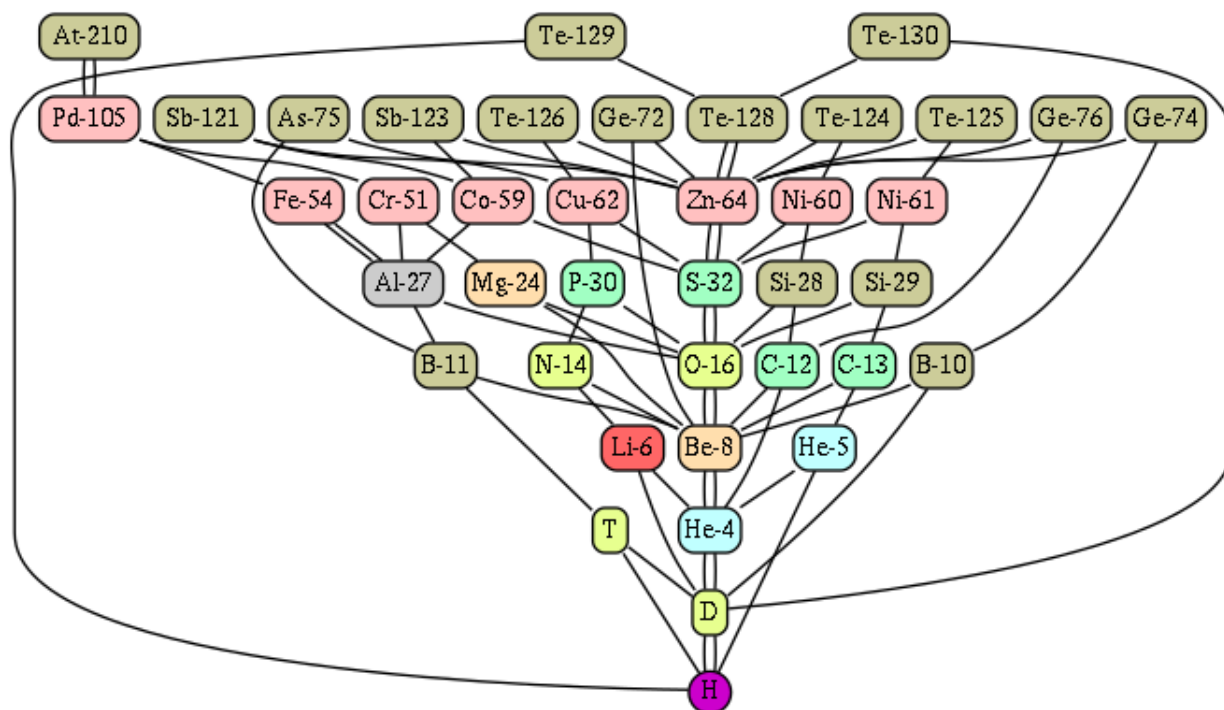 At-210 Te-129 Te-130
Pd-105 Sb-121 As-75 Sb-123 Te-126 Ge-72 Te-128 Te-124 Te-125 Ge-76 Ge-74
Fe-54 Cr-51 Co-59 Cu-62 Zn-64 Ni-60 Ni-61
Al-27 Mg-24 P-30 S-32 Si-28 Si-29
B-11 N-14 O-16 C-12 C-13 B-10
Li-6 Be-8 He-5
T He-4
D
H